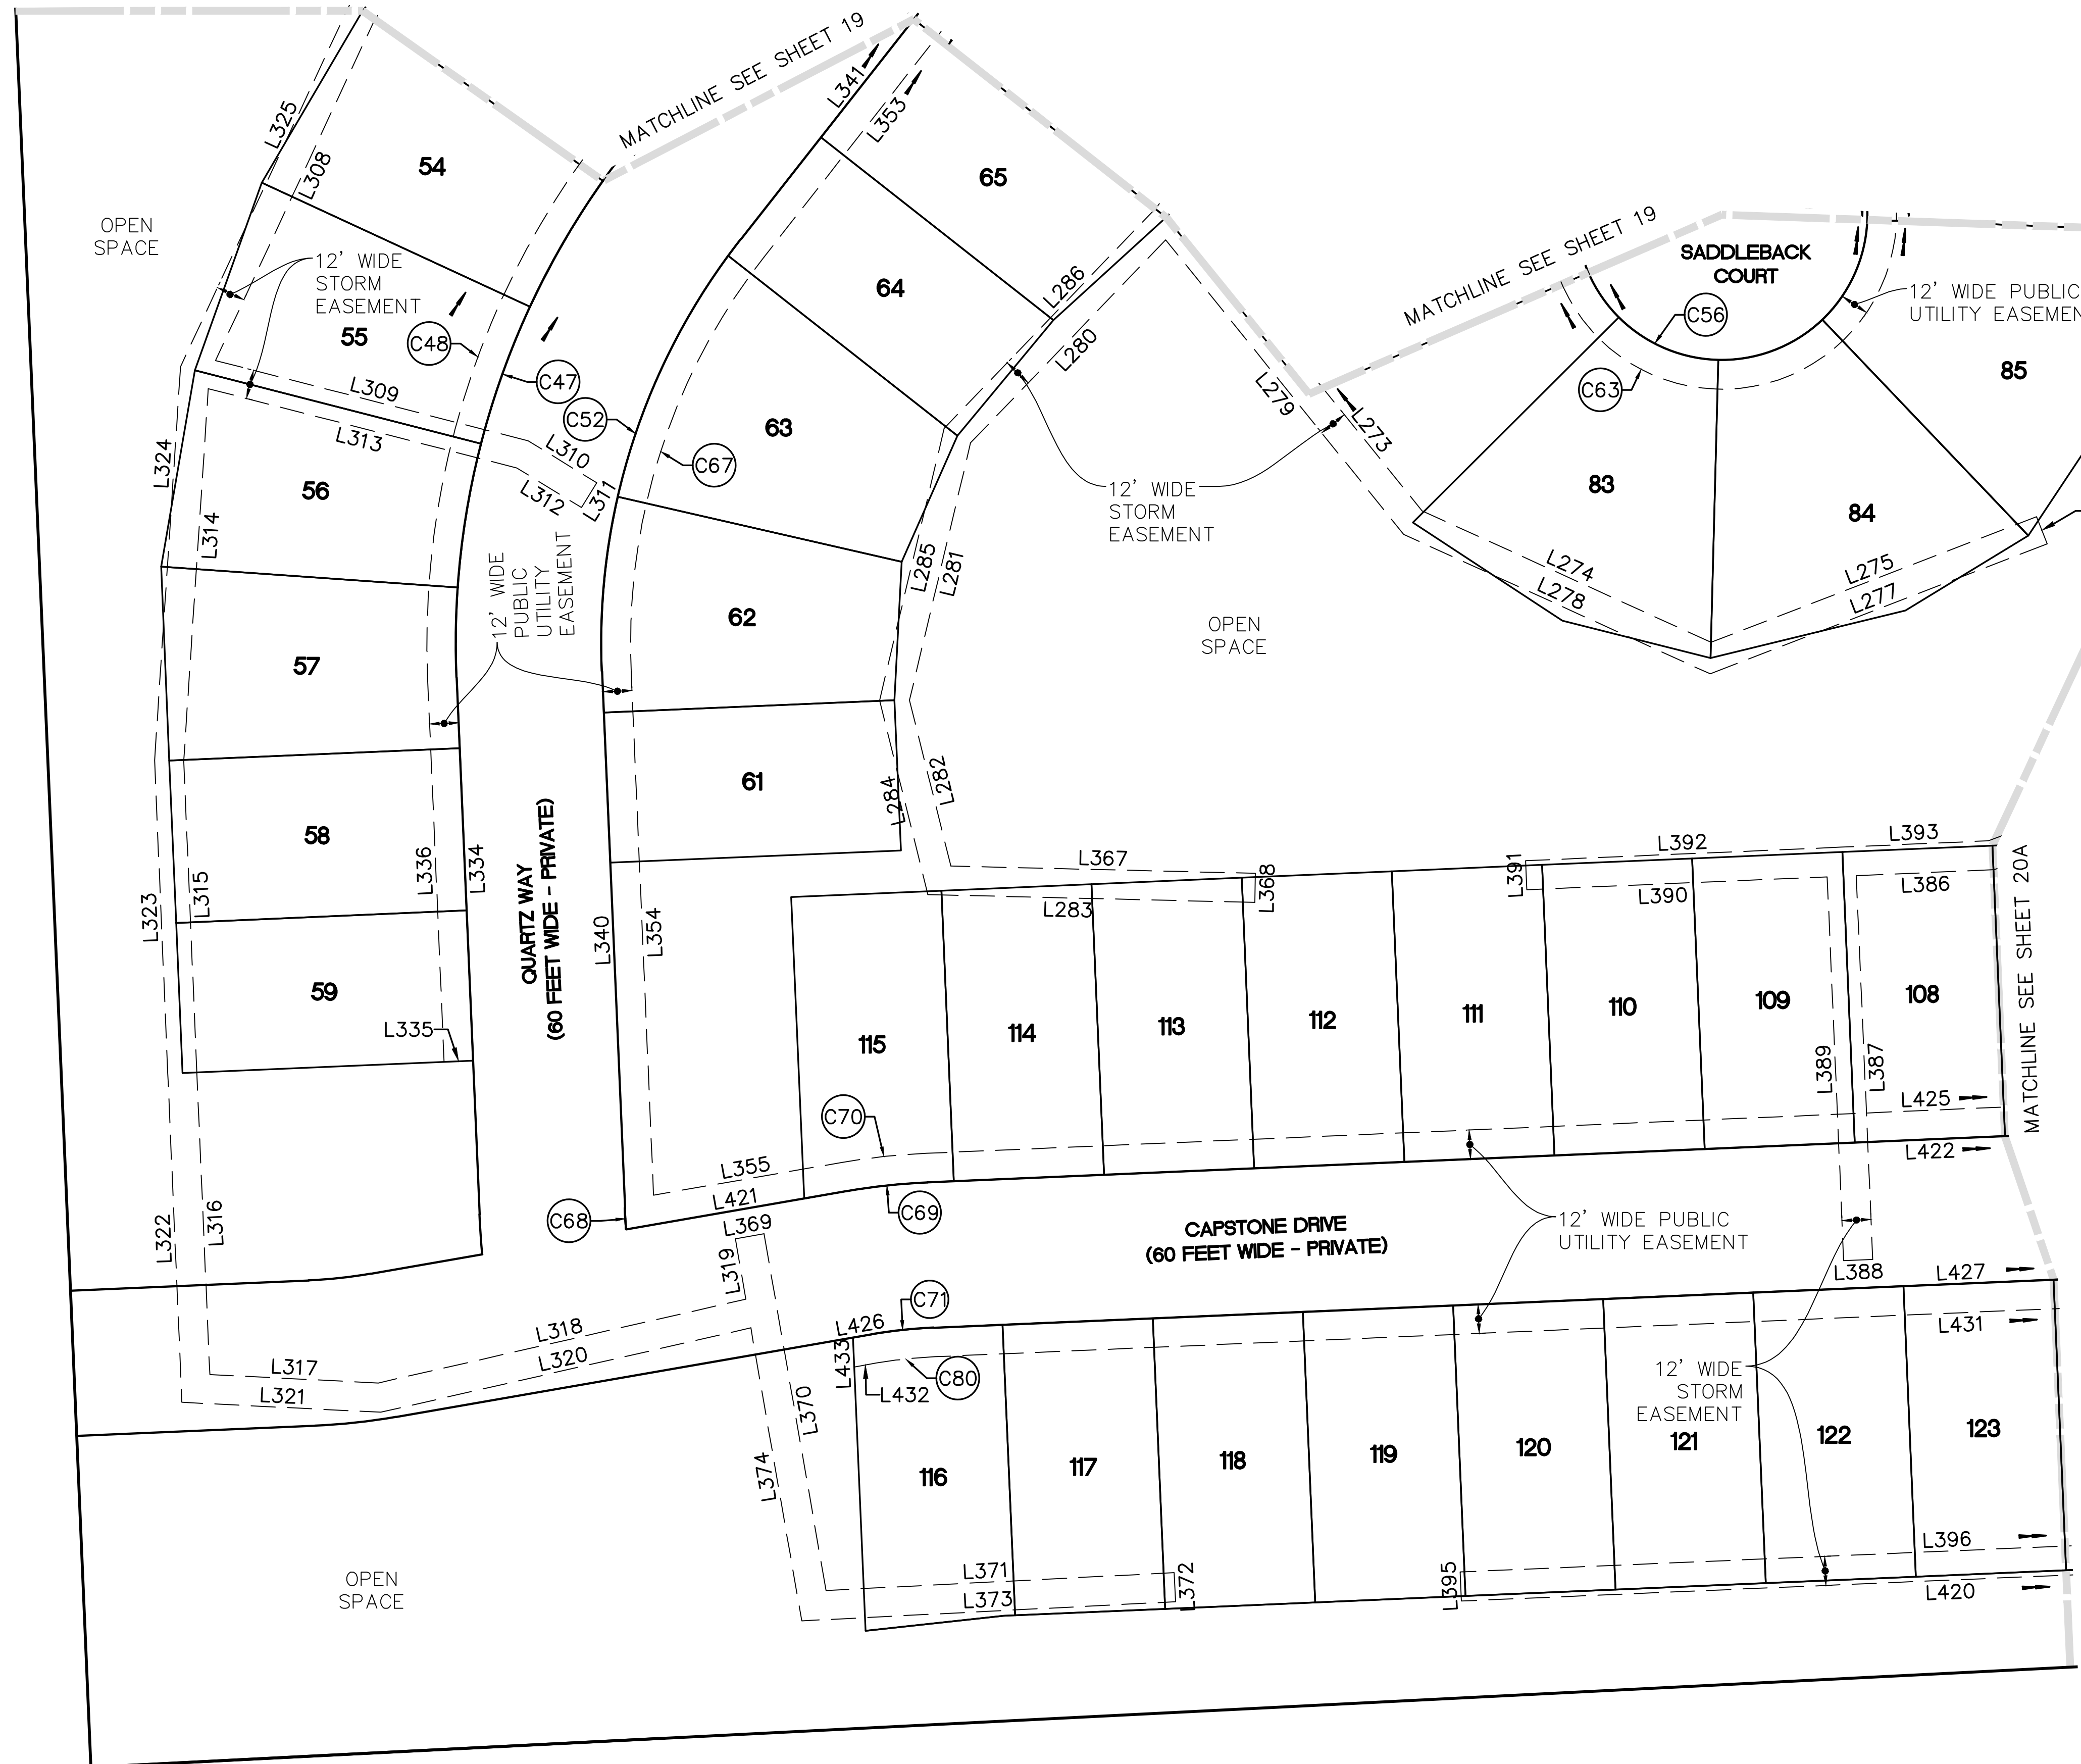 MATCHLINE SEE SHEET 19
L341
L353
L325
L308
54
65
OPEN
SPACE
12' WIDE
STORM
EASEMENT
55
C48
C47
C52
64
L286
L280
63
C67
L309
L313
L310
L312
L311
L324
L314
56
MATCHLINE SEE SHEET 19
SADDLEBACK
COURT
C56
C63
12' WIDE PUBLIC
UTILITY
85
L279
L273
83
84
12' WIDE
STORM
EASEMENT
L274
L278
L275
L277
12' WIDE
PUBLIC
UTILITY
EASEMENT
L285
L281
62
57
OPEN
SPACE
61
L284
L282
58
L336
L334
L323
L315
QUARTZ WAY
(60 FEET WIDE - PRIVATE)
L340
L354
59
L335
L367
L368
L283
L391
L392
L393
L390
L386
MATCHLINE SEE SHEET 20A
115
114
113
112
111
110
109
108
L389
L387
L425
L422
C70
L355
L421
C68
C69
L369
L322
L316
L319
CAPSTONE DRIVE
(60 FEET WIDE - PRIVATE)
12' WIDE PUBLIC
UTILITY EASEMENT
L388
L427
C71
L318
L320
L317
L321
L426
L433
L432
C80
L431
12' WIDE
STORM
EASEMENT
L370
L374
116
117
118
119
120
121
122
123
L371
L373
L372
L395
L396
L420
OPEN
SPACE